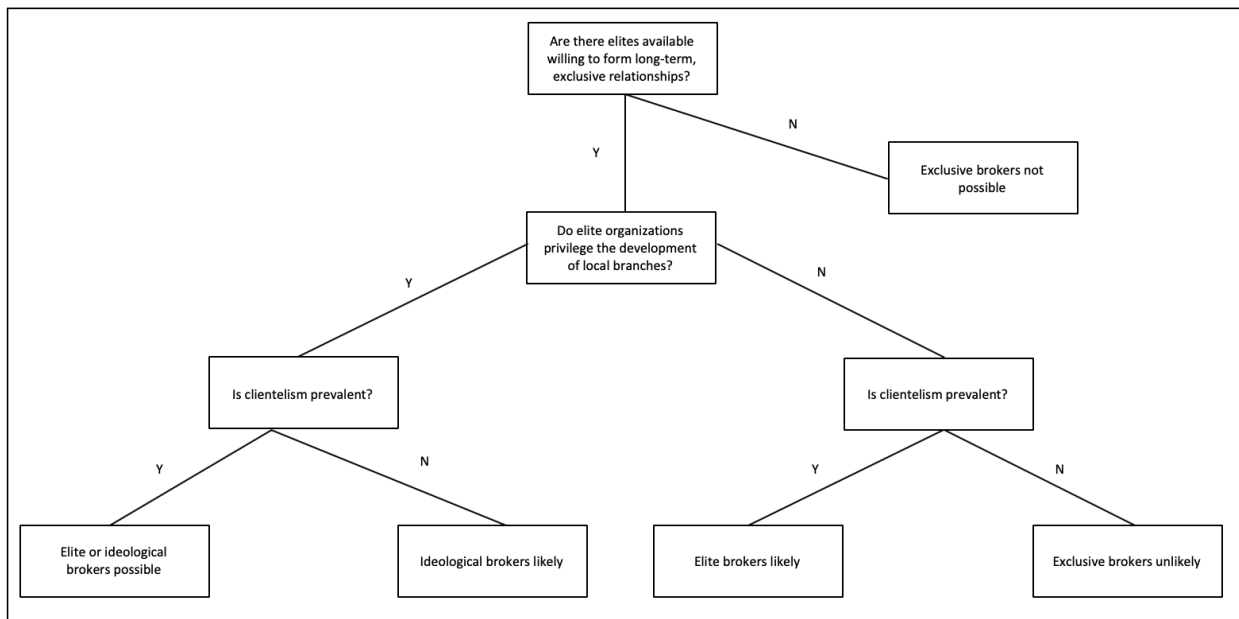 Are there elites available
willing to form long-term,
exclusive relationships?
N
Y
Exclusive brokers not
possible
Do elite organizations
privilege the development
of local branches?
Y
N
Is clientelism prevalent?
Is clientelism prevalent?
Y
N
Y
N
Elite or ideological
brokers possible
Ideological brokers likely
Elite brokers likely
Exclusive brokers unlikely